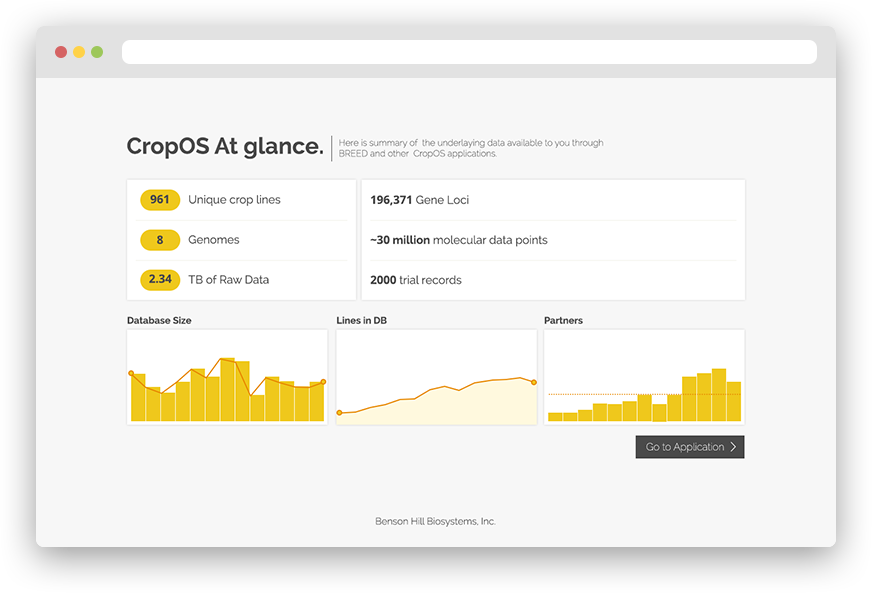 CropOS At glance.
Here is summary of the underlaying data available to you through
BREED and other CropOS applications.
961 Unique crop lines
196,371 Gene Loci
8 Genomes
~30 million molecular data points
2.34 TB of Raw Data
2000 trial records
Database Size
Lines in DB
Partners
Go to Application
Benson Hill Biosystems, Inc.